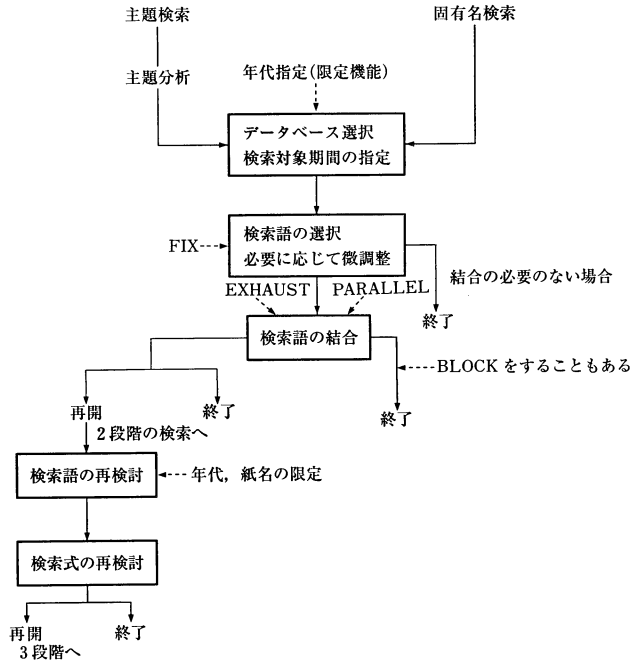 主題検索
固有名検索
主題分析
年代指定(限定機能)
データベース選択
検索対象期間の指定
検索語の選択
必要に応じて微調整
FIX
結合の必要のない場合
EXHAUST
PARALLEL
終了
検索語の結合
BLOCKをすることもある
再開
終了
終了
2段階の検索へ
検索語の再検討
年代，紙名の限定
検索式の再検討
再開
終了
3段階へ